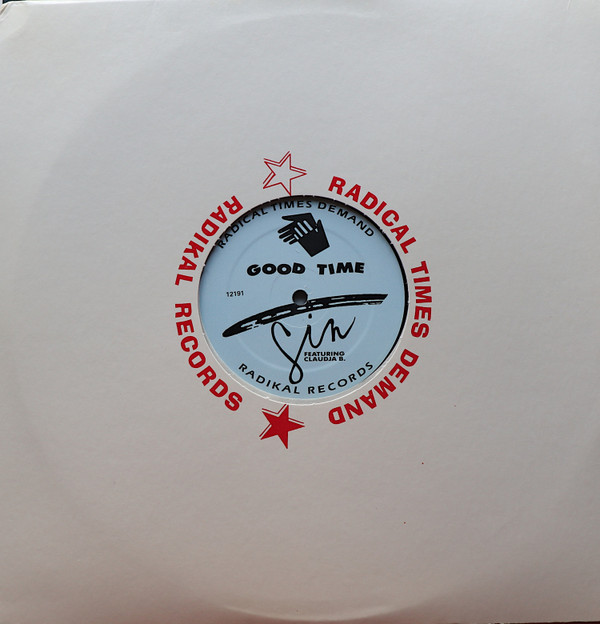 RADICAL TIMES DEMAND
RADIKAL RECORDS
RADICAL TIMES DEMAND
GOOD TIME
12191
Sin
FEATURING
CLAUDJA B.
RADIKAL RECORDS